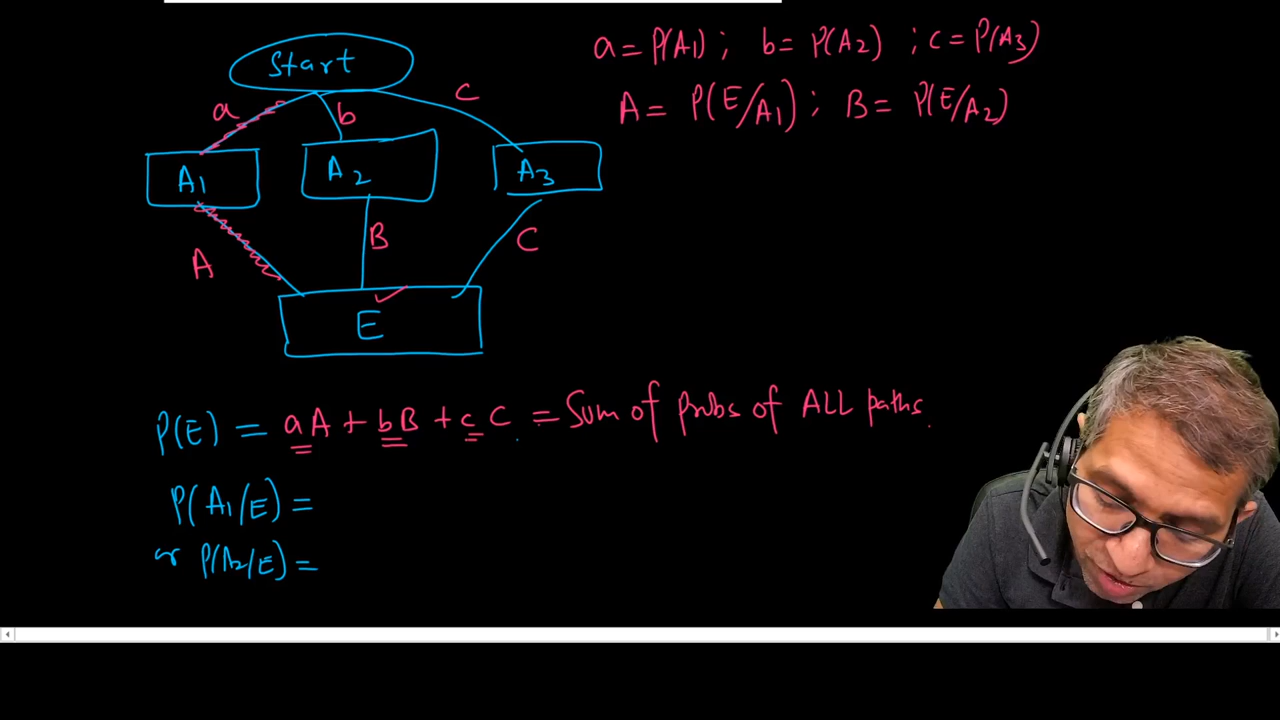 Start
a = P(A1) ; b = P(A2) ; c = P(A3)
A = P(E/A1) ; B = P(E/A2)
a b c
A1 A2 A3
A B C
E
P(E) = aA + bB + cC = Sum of probs of ALL paths.
P(A1/E) =
or P(A2/E) =